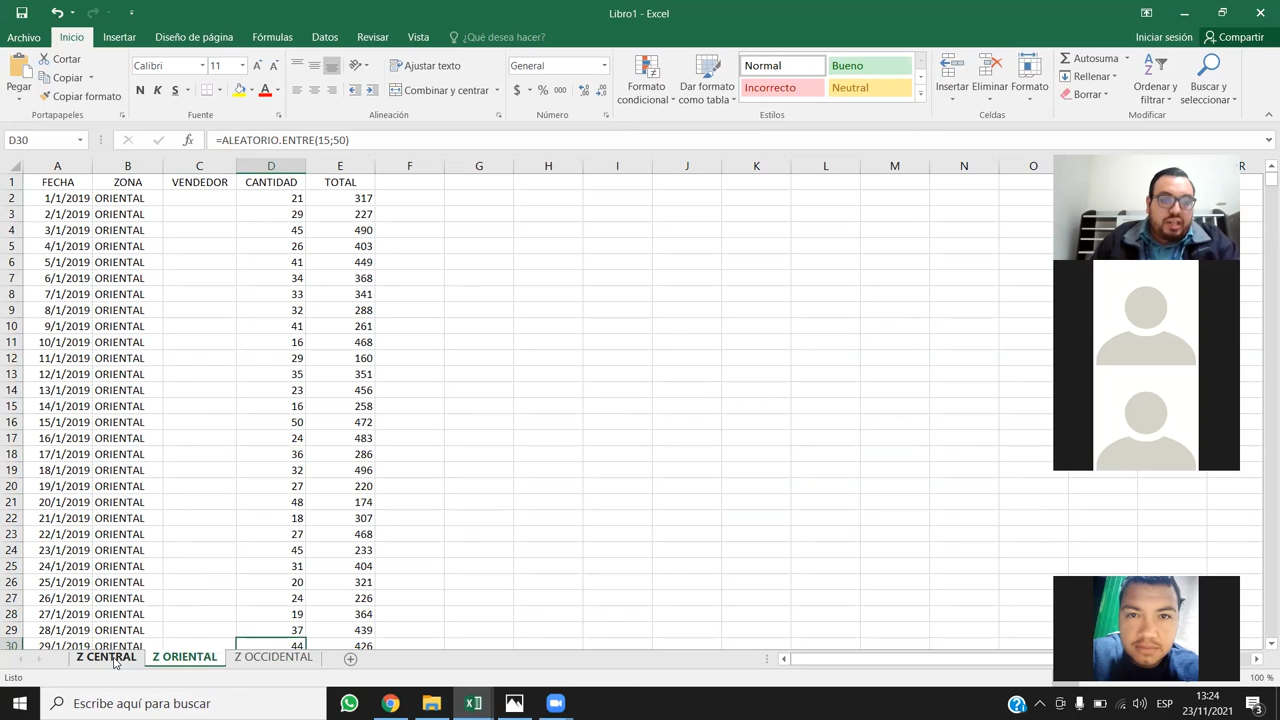 Libro1 - Excel
Archivo Inicio Insertar Diseño de página Fórmulas Datos Revisar Vista ¿Qué desea hacer? Iniciar sesión Compartir
Pegar
Cortar
Copiar
Copiar formato
Portapapeles
Calibri 11
N K S
Fuente
Ajustar texto
Combinar y centrar
Alineación
General
$ % 000
Número
Formato condicional
Dar formato como tabla
Normal Bueno
Incorrecto Neutral
Estilos
Insertar Eliminar Formato
Celdas
Autosuma
Rellenar
Borrar
Ordenar y filtrar
Buscar y seleccionar
Modificar
D30 fx =ALEATORIO.ENTRE(15;50)
A B C D E F G H I J K L M N O R
1 FECHA ZONA VENDEDOR CANTIDAD TOTAL
2 1/1/2019 ORIENTAL 21 317
3 2/1/2019 ORIENTAL 29 227
4 3/1/2019 ORIENTAL 45 490
5 4/1/2019 ORIENTAL 26 403
6 5/1/2019 ORIENTAL 41 449
7 6/1/2019 ORIENTAL 34 368
8 7/1/2019 ORIENTAL 33 341
9 8/1/2019 ORIENTAL 32 288
10 9/1/2019 ORIENTAL 41 261
11 10/1/2019 ORIENTAL 16 468
12 11/1/2019 ORIENTAL 29 160
13 12/1/2019 ORIENTAL 35 351
14 13/1/2019 ORIENTAL 23 456
15 14/1/2019 ORIENTAL 16 258
16 15/1/2019 ORIENTAL 50 472
17 16/1/2019 ORIENTAL 24 483
18 17/1/2019 ORIENTAL 36 286
19 18/1/2019 ORIENTAL 32 496
20 19/1/2019 ORIENTAL 27 220
21 20/1/2019 ORIENTAL 48 174
22 21/1/2019 ORIENTAL 18 307
23 22/1/2019 ORIENTAL 27 468
24 23/1/2019 ORIENTAL 45 233
25 24/1/2019 ORIENTAL 31 404
26 25/1/2019 ORIENTAL 20 321
27 26/1/2019 ORIENTAL 24 226
28 27/1/2019 ORIENTAL 19 364
29 28/1/2019 ORIENTAL 37 439
30 29/1/2019 ORIENTAL 44 426
Z CENTRAL Z ORIENTAL Z OCCIDENTAL
Listo 100 %
Escribe aquí para buscar
ESP
13:24
23/11/2021
3